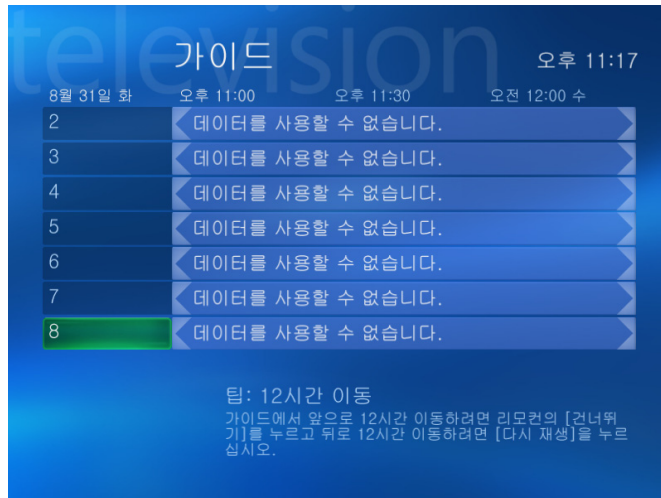 television
가이드
오후 11:17
8월 31일 화 오후 11:00 오후 11:30 오전 12:00 수
2 데이터를 사용할 수 없습니다.
3 데이터를 사용할 수 없습니다.
4 데이터를 사용할 수 없습니다.
5 데이터를 사용할 수 없습니다.
6 데이터를 사용할 수 없습니다.
7 데이터를 사용할 수 없습니다.
8 데이터를 사용할 수 없습니다.
팁: 12시간 이동
가이드에서 앞으로 12시간 이동하려면 리모컨의 [건너뛰
기]를 누르고 뒤로 12시간 이동하려면 [다시 재생]을 누르
십시오.